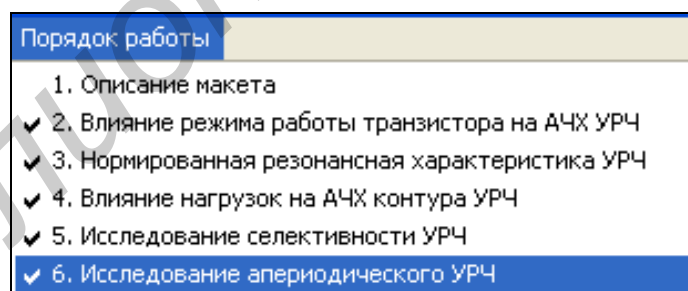 Порядок работы
1. Описание макета
✓ 2. Влияние режима работы транзистора на АЧХ УРЧ
✓ 3. Нормированная резонансная характеристика УРЧ
✓ 4. Влияние нагрузок на АЧХ контура УРЧ
✓ 5. Исследование селективности УРЧ
✓ 6. Исследование апериодического УРЧ